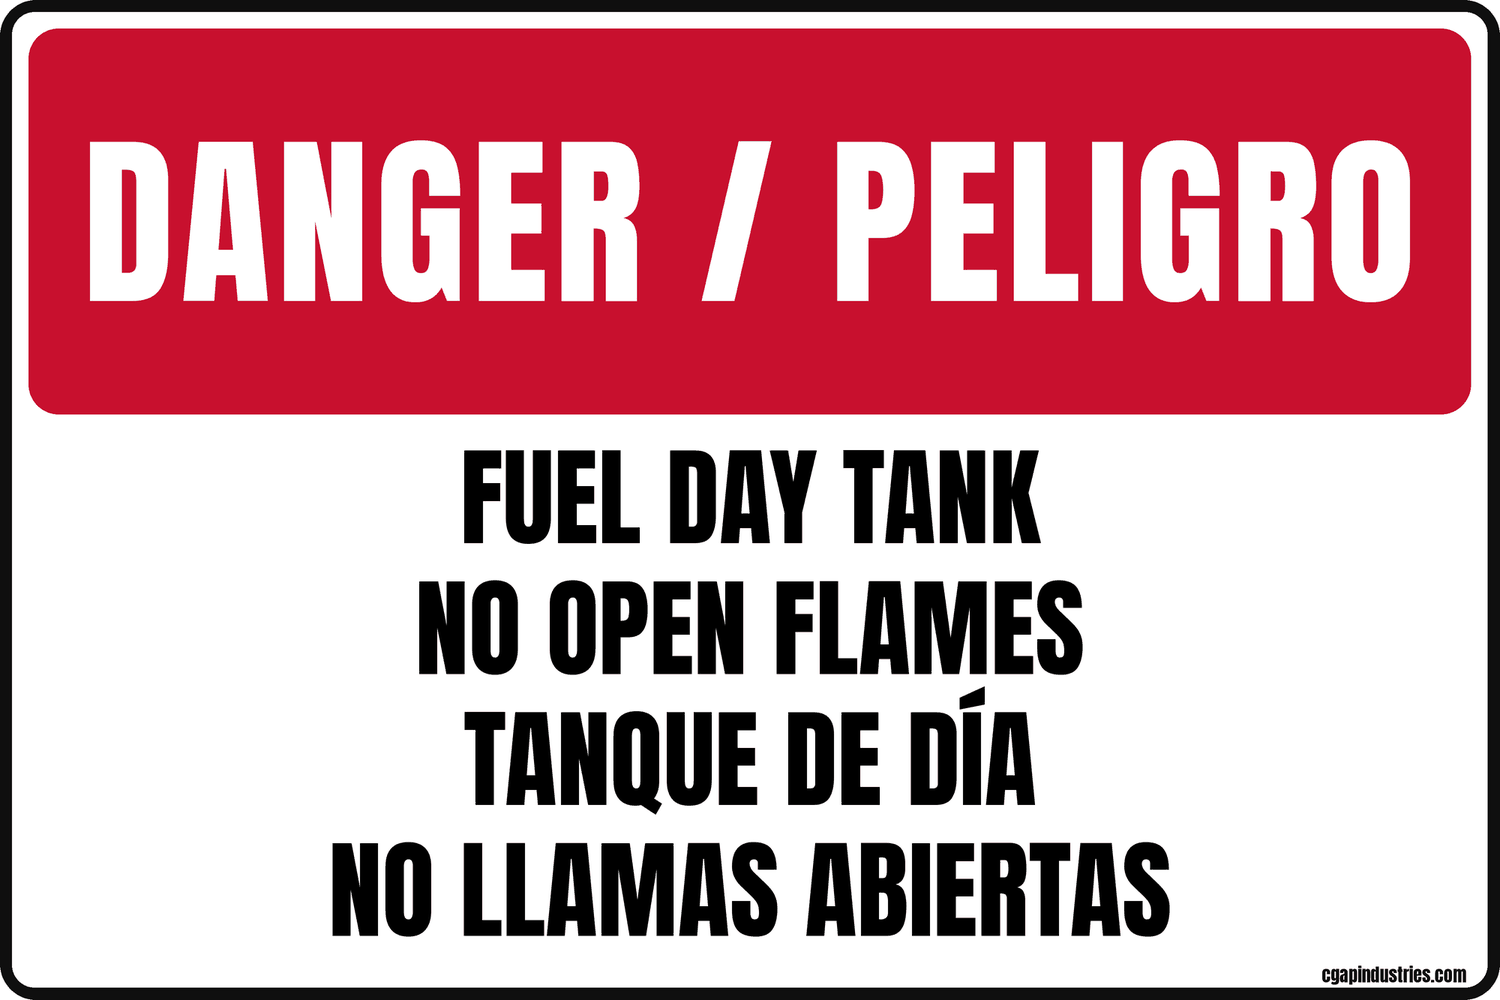 DANGER / PELIGRO
FUEL DAY TANK
NO OPEN FLAMES
TANQUE DE DÍA
NO LLAMAS ABIERTAS
cgapindustries.com